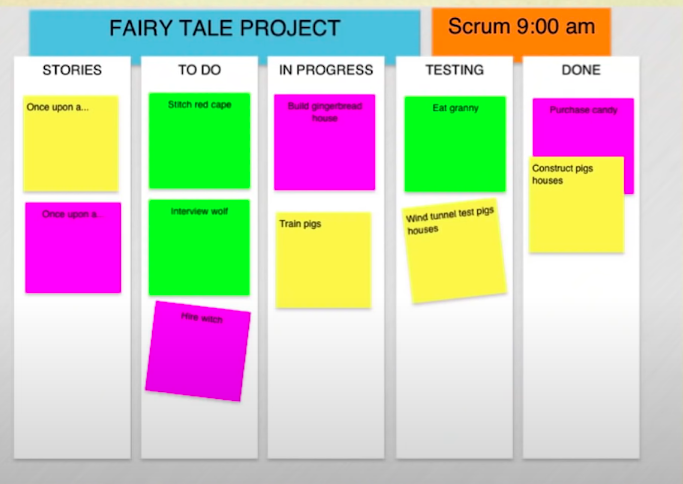 FAIRY TALE PROJECT
Scrum 9:00 am
STORIES
Once upon a...
Once upon a..
TO DO
Stitch red cape
Interview wolf
Hire witch
IN PROGRESS
Build gingerbread
house
Train pigs
TESTING
Eat granny
Wind tunnel test pigs
houses
DONE
Purchase candy
Construct pigs
houses